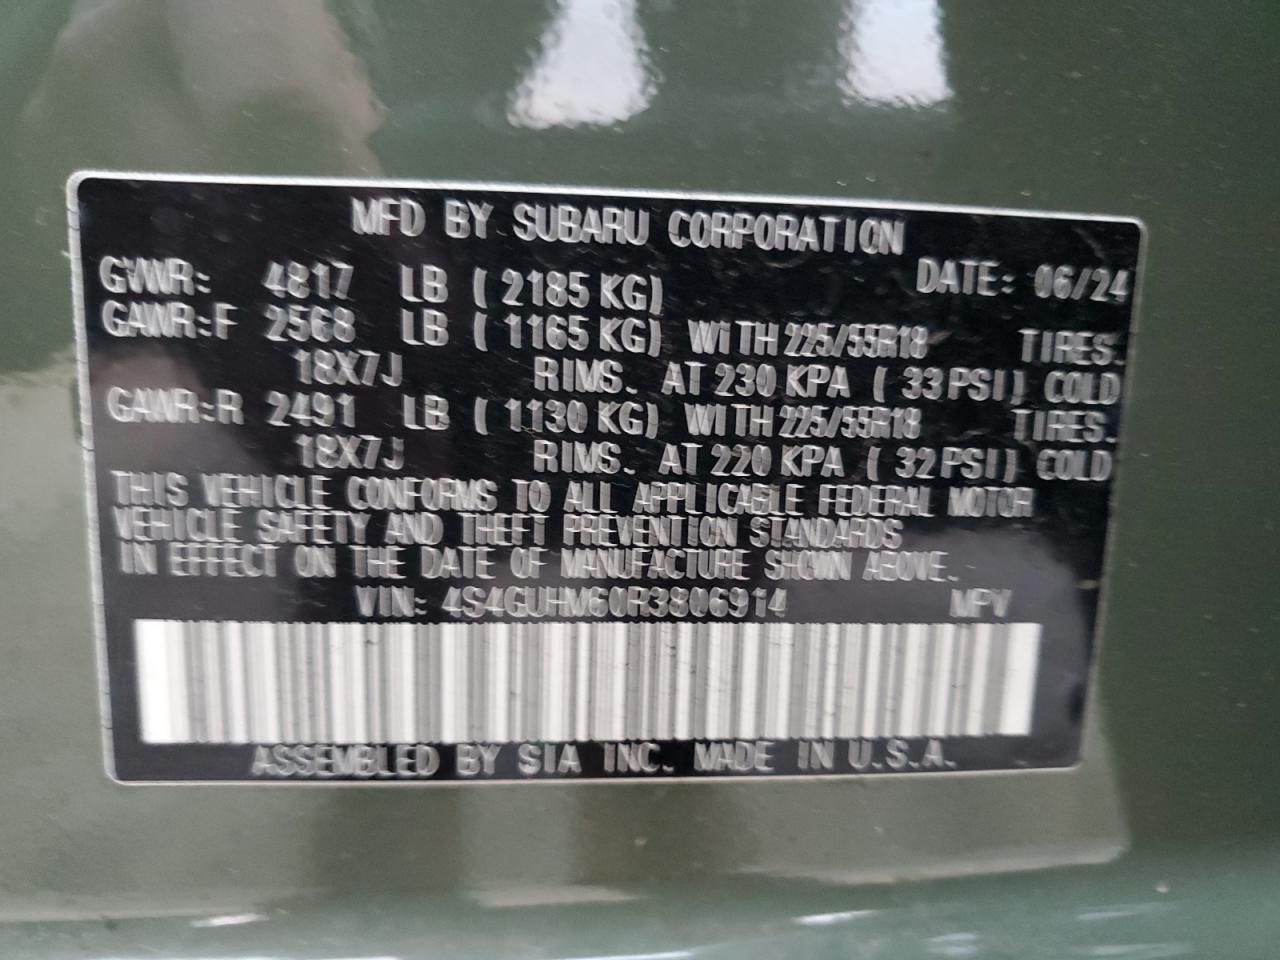 MFD BY SUBARU CORPORATION
GVWR: 4817 LB ( 2185 KG) DATE: 06/24
GAWR:F 2568 LB ( 1165 KG) WITH 225/55R18 TIRES.
18X7J RIMS. AT 230 KPA ( 33 PSI) COLD
GAWR:R 2491 LB ( 1130 KG) WITH 225/55R18 TIRES.
18X7J RIMS. AT 220 KPA ( 32 PSI) COLD
THIS VEHICLE CONFORMS TO ALL APPLICABLE FEDERAL MOTOR
VEHICLE SAFETY AND THEFT PREVENTION STANDARDS
IN EFFECT ON THE DATE OF MANUFACTURE SHOWN ABOVE.
VIN: 4S4GUHM60R3806914 MPV
ASSEMBLED BY SIA INC. MADE IN U.S.A.